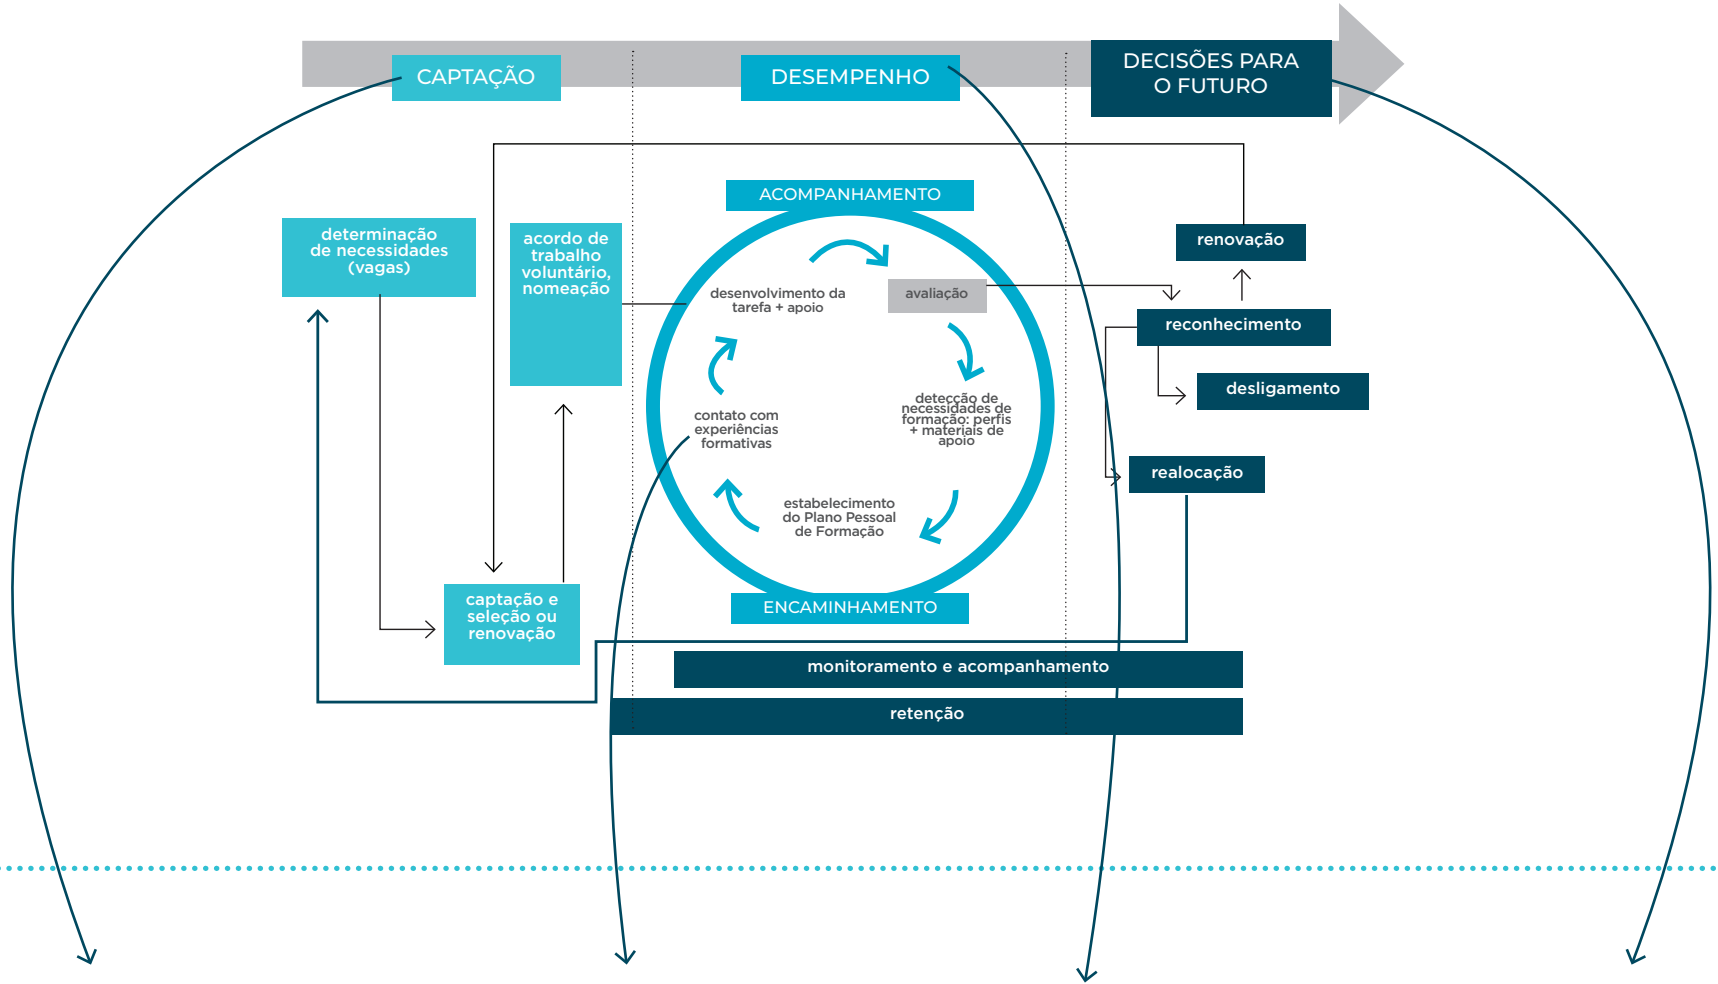 CAPTAÇÃO
DESEMPENHO
DECISÕES PARA
O FUTURO
ACOMPANHAMENTO
determinação
de necessidades
(vagas)
acordo de
trabalho
voluntário,
nomeação
captação e
seleção ou
renovação
desenvolvimento da
tarefa + apoio
avaliação
detecção de
necessidades de
formação: perfis
+ materiais de
apoio
estabelecimento
do Plano Pessoal
de Formação
contato com
experiências
formativas
ENCAMINHAMENTO
renovação
reconhecimento
desligamento
realocação
monitoramento e acompanhamento
retenção